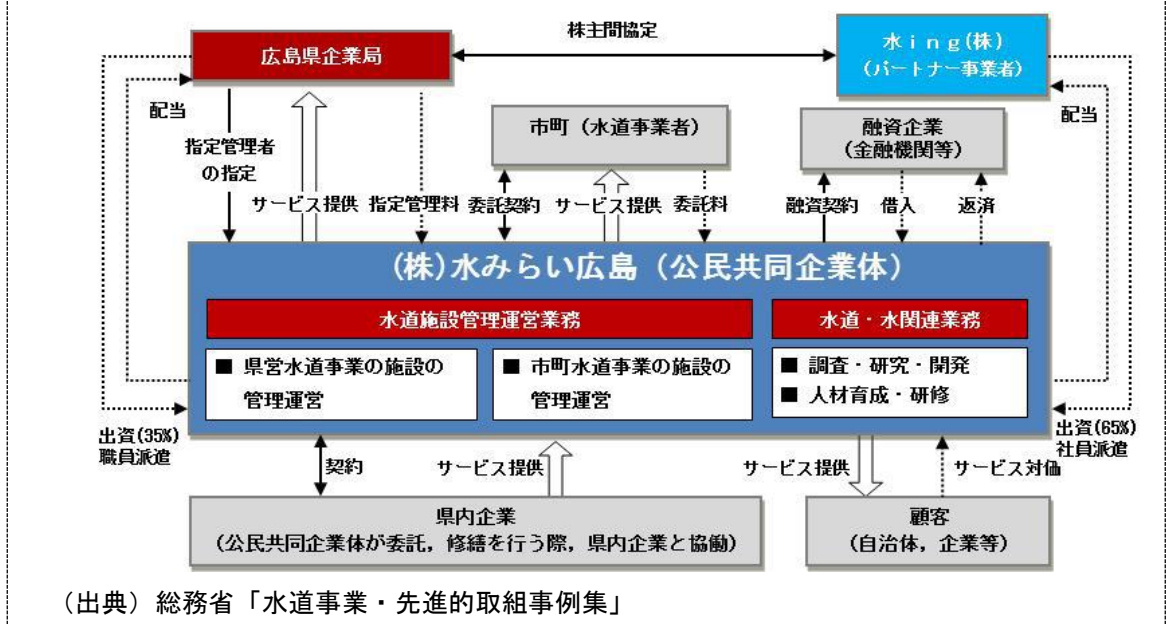 株主間協定
広島県企業局
水ing(株)
(パートナー事業者)
配当
配当
市町(水道事業者)
融資企業
(金融機関等)
指定管理者
の指定
サービス提供
指定管理料
委託契約
サービス提供
委託料
融資契約
借入
返済
(株)水みらい広島(公民共同企業体)
水道施設管理運営業務
水道・水関連業務
■ 県営水道事業の施設の
管理運営
■ 市町水道事業の施設の
管理運営
■ 調査・研究・開発
■ 人材育成・研修
出資(35%)
職員派遣
出資(65%)
社員派遣
契約
サービス提供
サービス提供
サービス対価
県内企業
(公民共同企業体が委託,修繕を行う際,県内企業と協働)
顧客
(自治体,企業等)
(出典)総務省「水道事業・先進的取組事例集」